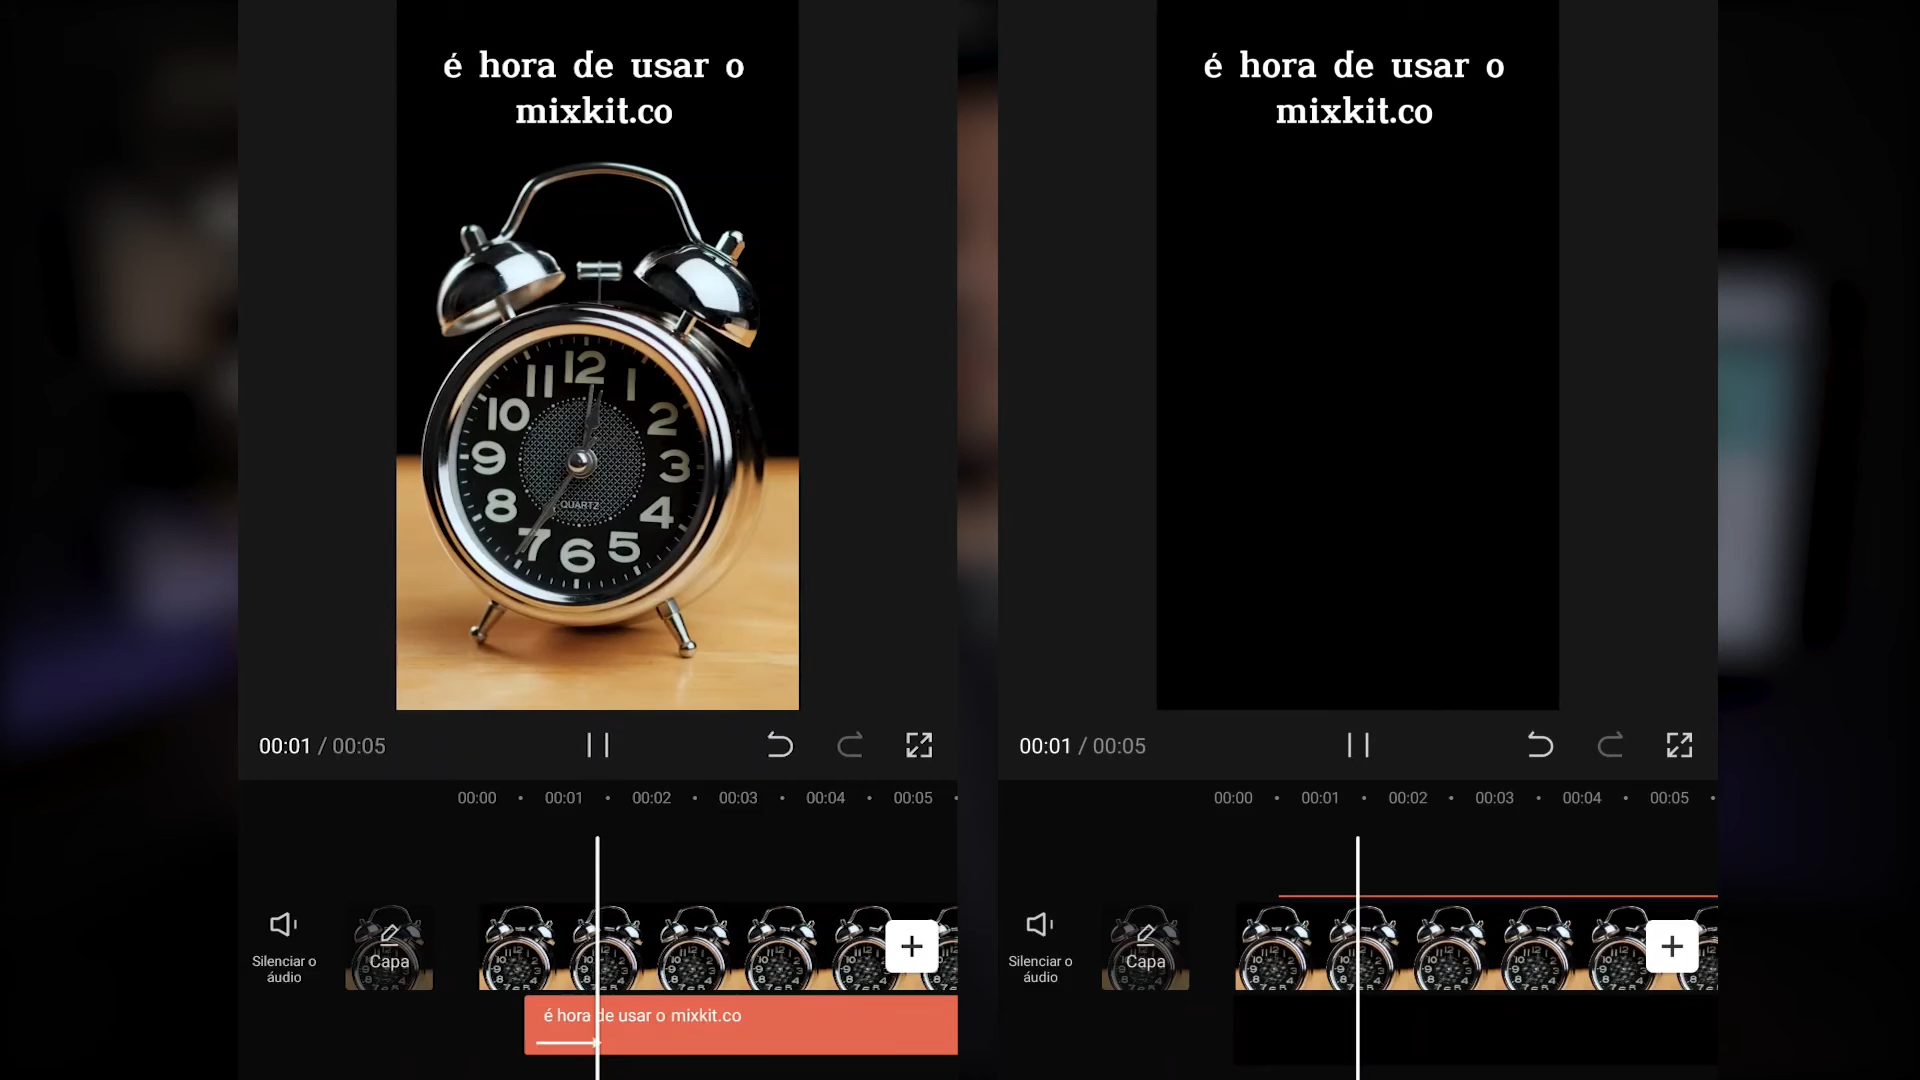 é hora de usar o
mixkit.co
12
11
1
10
2
9
3
8
4
7
6
5
QUARTZ
00:01 / 00:05
00:00 • 00:01 • 00:02 • 00:03 • 00:04 • 00:05 •
Silenciar o
áudio
Capa
é hora de usar o mixkit.co
é hora de usar o
mixkit.co
00:01 / 00:05
00:00 • 00:01 • 00:02 • 00:03 • 00:04 • 00:05 •
Silenciar o
áudio
Capa